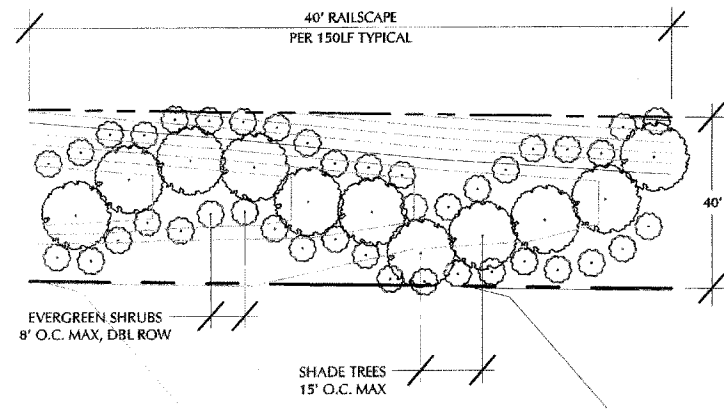 40' RAILSCAPE
PER 150LF TYPICAL
40'
EVERGREEN SHRUBS
8' O.C. MAX, DBL ROW
SHADE TREES
15' O.C. MAX